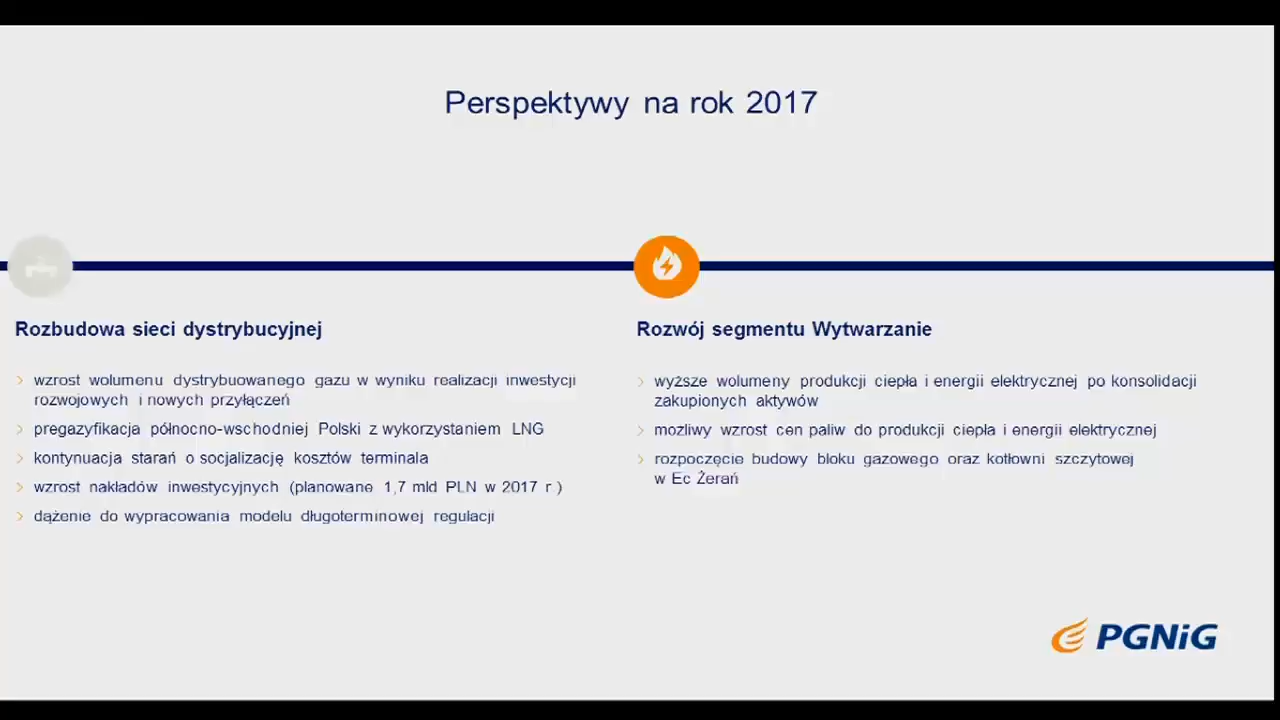 Perspektywy na rok 2017
Rozbudowa sieci dystrybucyjnej
wzrost wolumenu dystrybuowanego gazu w wyniku realizacji inwestycji
rozwojowych i nowych przyłączeń
pregazyfikacja północno-wschodniej Polski z wykorzystaniem LNG
kontynuacja starań o socjalizację kosztów terminala
wzrost nakładów inwestycyjnych (planowane 1,7 mld PLN w 2017 r.)
dążenie do wypracowania modelu długoterminowej regulacji
Rozwój segmentu Wytwarzanie
wyższe wolumeny produkcji ciepła i energii elektrycznej po konsolidacji
zakupionych aktywów
możliwy wzrost cen paliw do produkcji ciepła i energii elektrycznej
rozpoczęcie budowy bloku gazowego oraz kotłowni szczytowej
w Ec Żerań
PGNiG